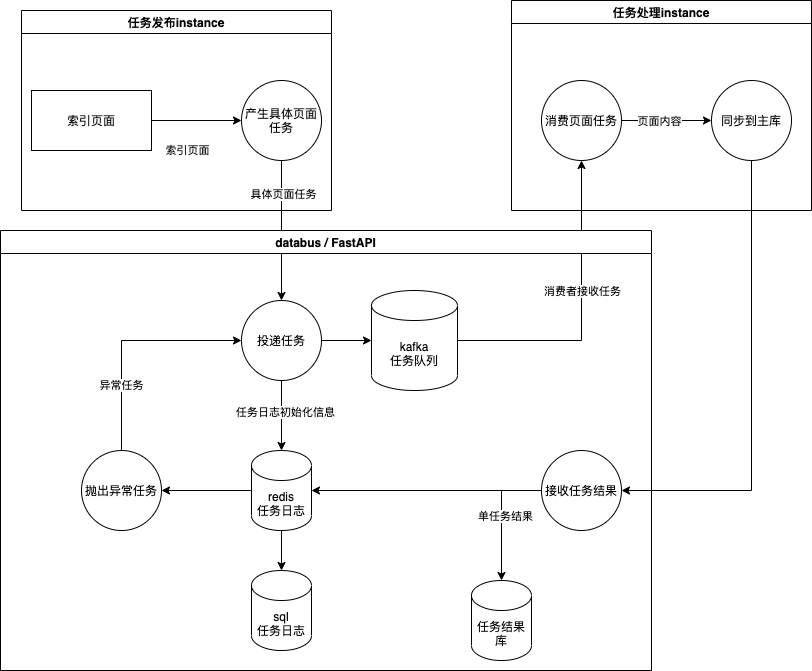 任务发布instance
任务处理instance
索引页面
产生具体页面
任务
索引页面
具体页面任务
消费页面任务
页面内容
同步到主库
databus / FastAPI
消费者接收任务
投递任务
kafka
任务队列
异常任务
任务日志初始化信息
抛出异常任务
redis
任务日志
接收任务结果
单任务结果
sql
任务日志
任务结果
库